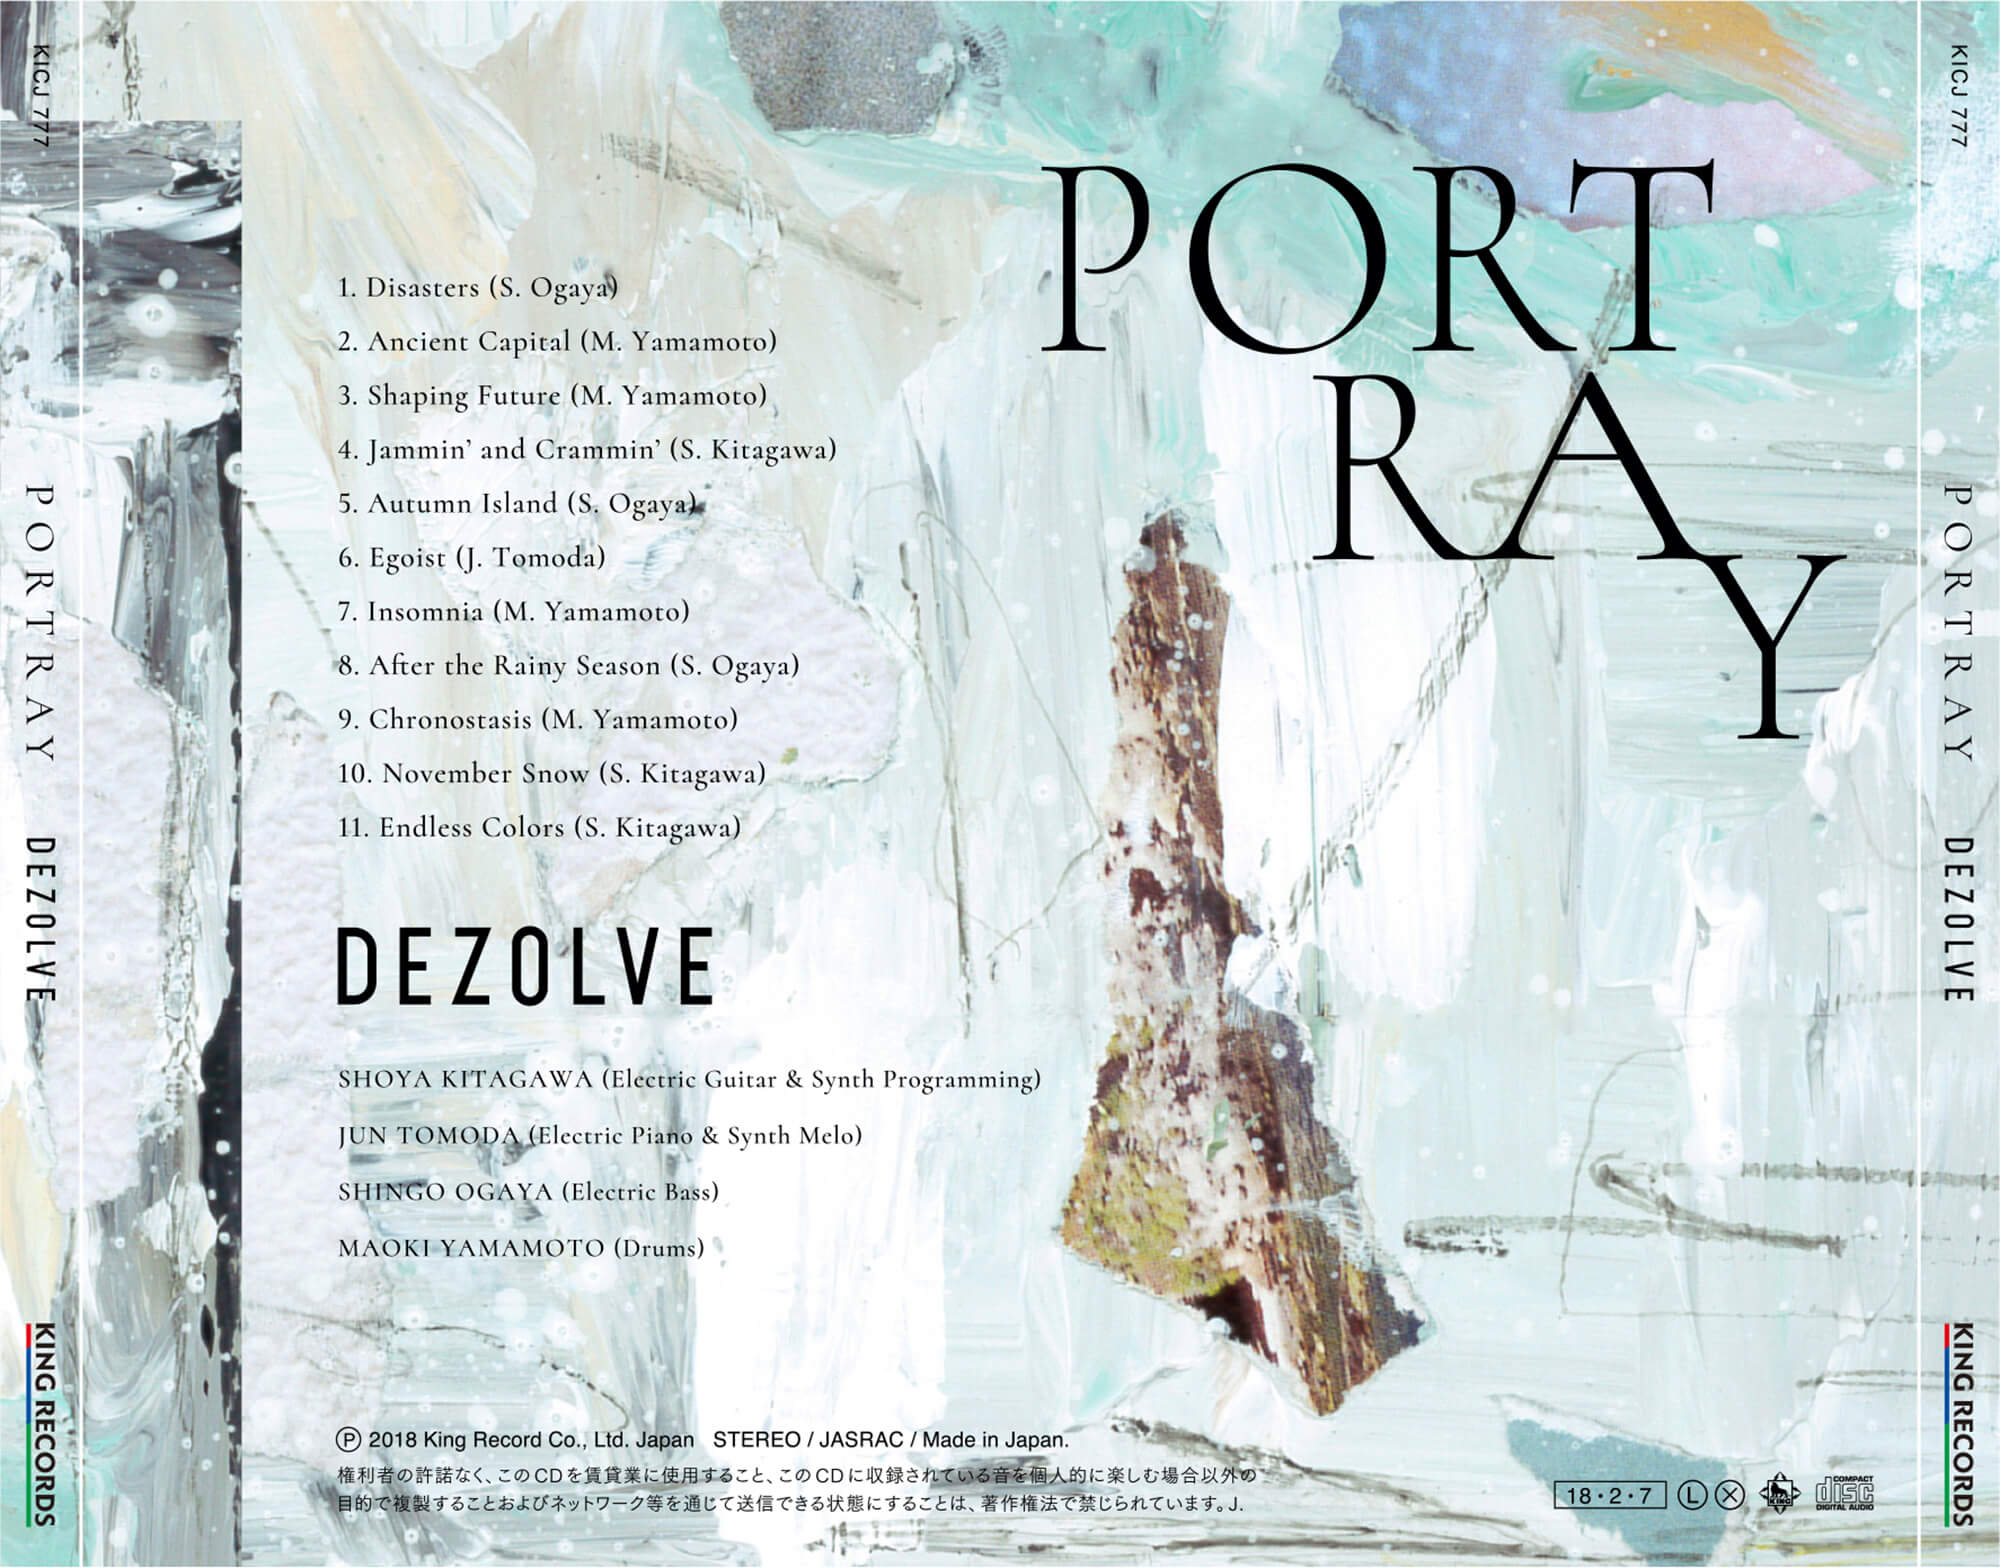 KICJ 777
PORTRAY DEZOLVE
KING RECORDS
PORT
RA
Y
1. Disasters (S. Ogaya)
2. Ancient Capital (M. Yamamoto)
3. Shaping Future (M. Yamamoto)
4. Jammin’ and Crammin’ (S. Kitagawa)
5. Autumn Island (S. Ogaya)
6. Egoist (J. Tomoda)
7. Insomnia (M. Yamamoto)
8. After the Rainy Season (S. Ogaya)
9. Chronostasis (M. Yamamoto)
10. November Snow (S. Kitagawa)
11. Endless Colors (S. Kitagawa)
DEZOLVE
SHOYA KITAGAWA (Electric Guitar & Synth Programming)
JUN TOMODA (Electric Piano & Synth Melo)
SHINGO OGAYA (Electric Bass)
MAOKI YAMAMOTO (Drums)
Ⓟ 2018 King Record Co., Ltd. Japan STEREO / JASRAC / Made in Japan.
権利者の許諾なく、このCDを賃貸業に使用すること、このCDに収録されている音を個人的に楽しむ場合以外の
目的で複製することおよびネットワーク等を通じて送信できる状態にすることは、著作権法で禁じられています。J.
18・2・7 Ⓛ Ⓧ KING COMPACT disc DIGITAL AUDIO
KICJ 777
PORTRAY DEZOLVE
KING RECORDS